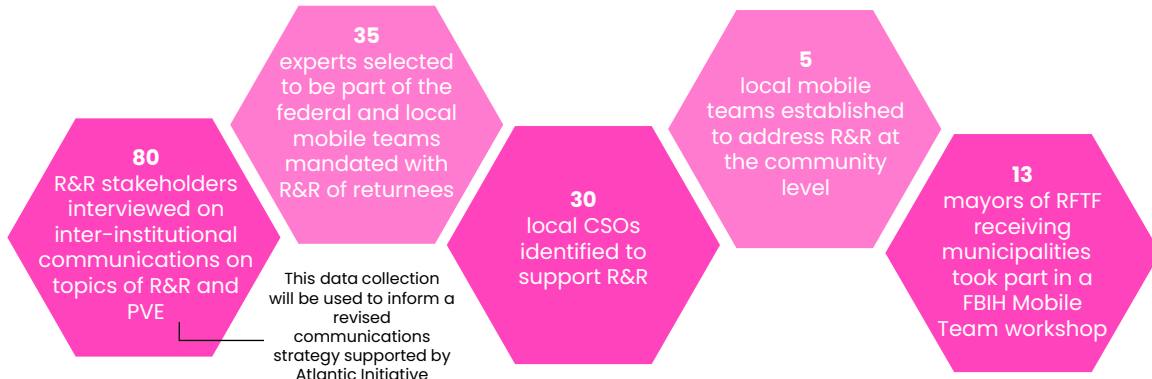 80
R&R stakeholders
interviewed on
inter-institutional
communications on
topics of R&R and
PVE
This data collection
will be used to inform a
revised
communications
strategy supported by
Atlantic Initiative
35
experts selected
to be part of the
federal and local
mobile teams
mandated with
R&R of returnees
30
local CSOs
identified to
support R&R
5
local mobile
teams established
to address R&R at
the community
level
13
mayors of RFTF
receiving
municipalities
took part in a
FBIH Mobile
Team workshop